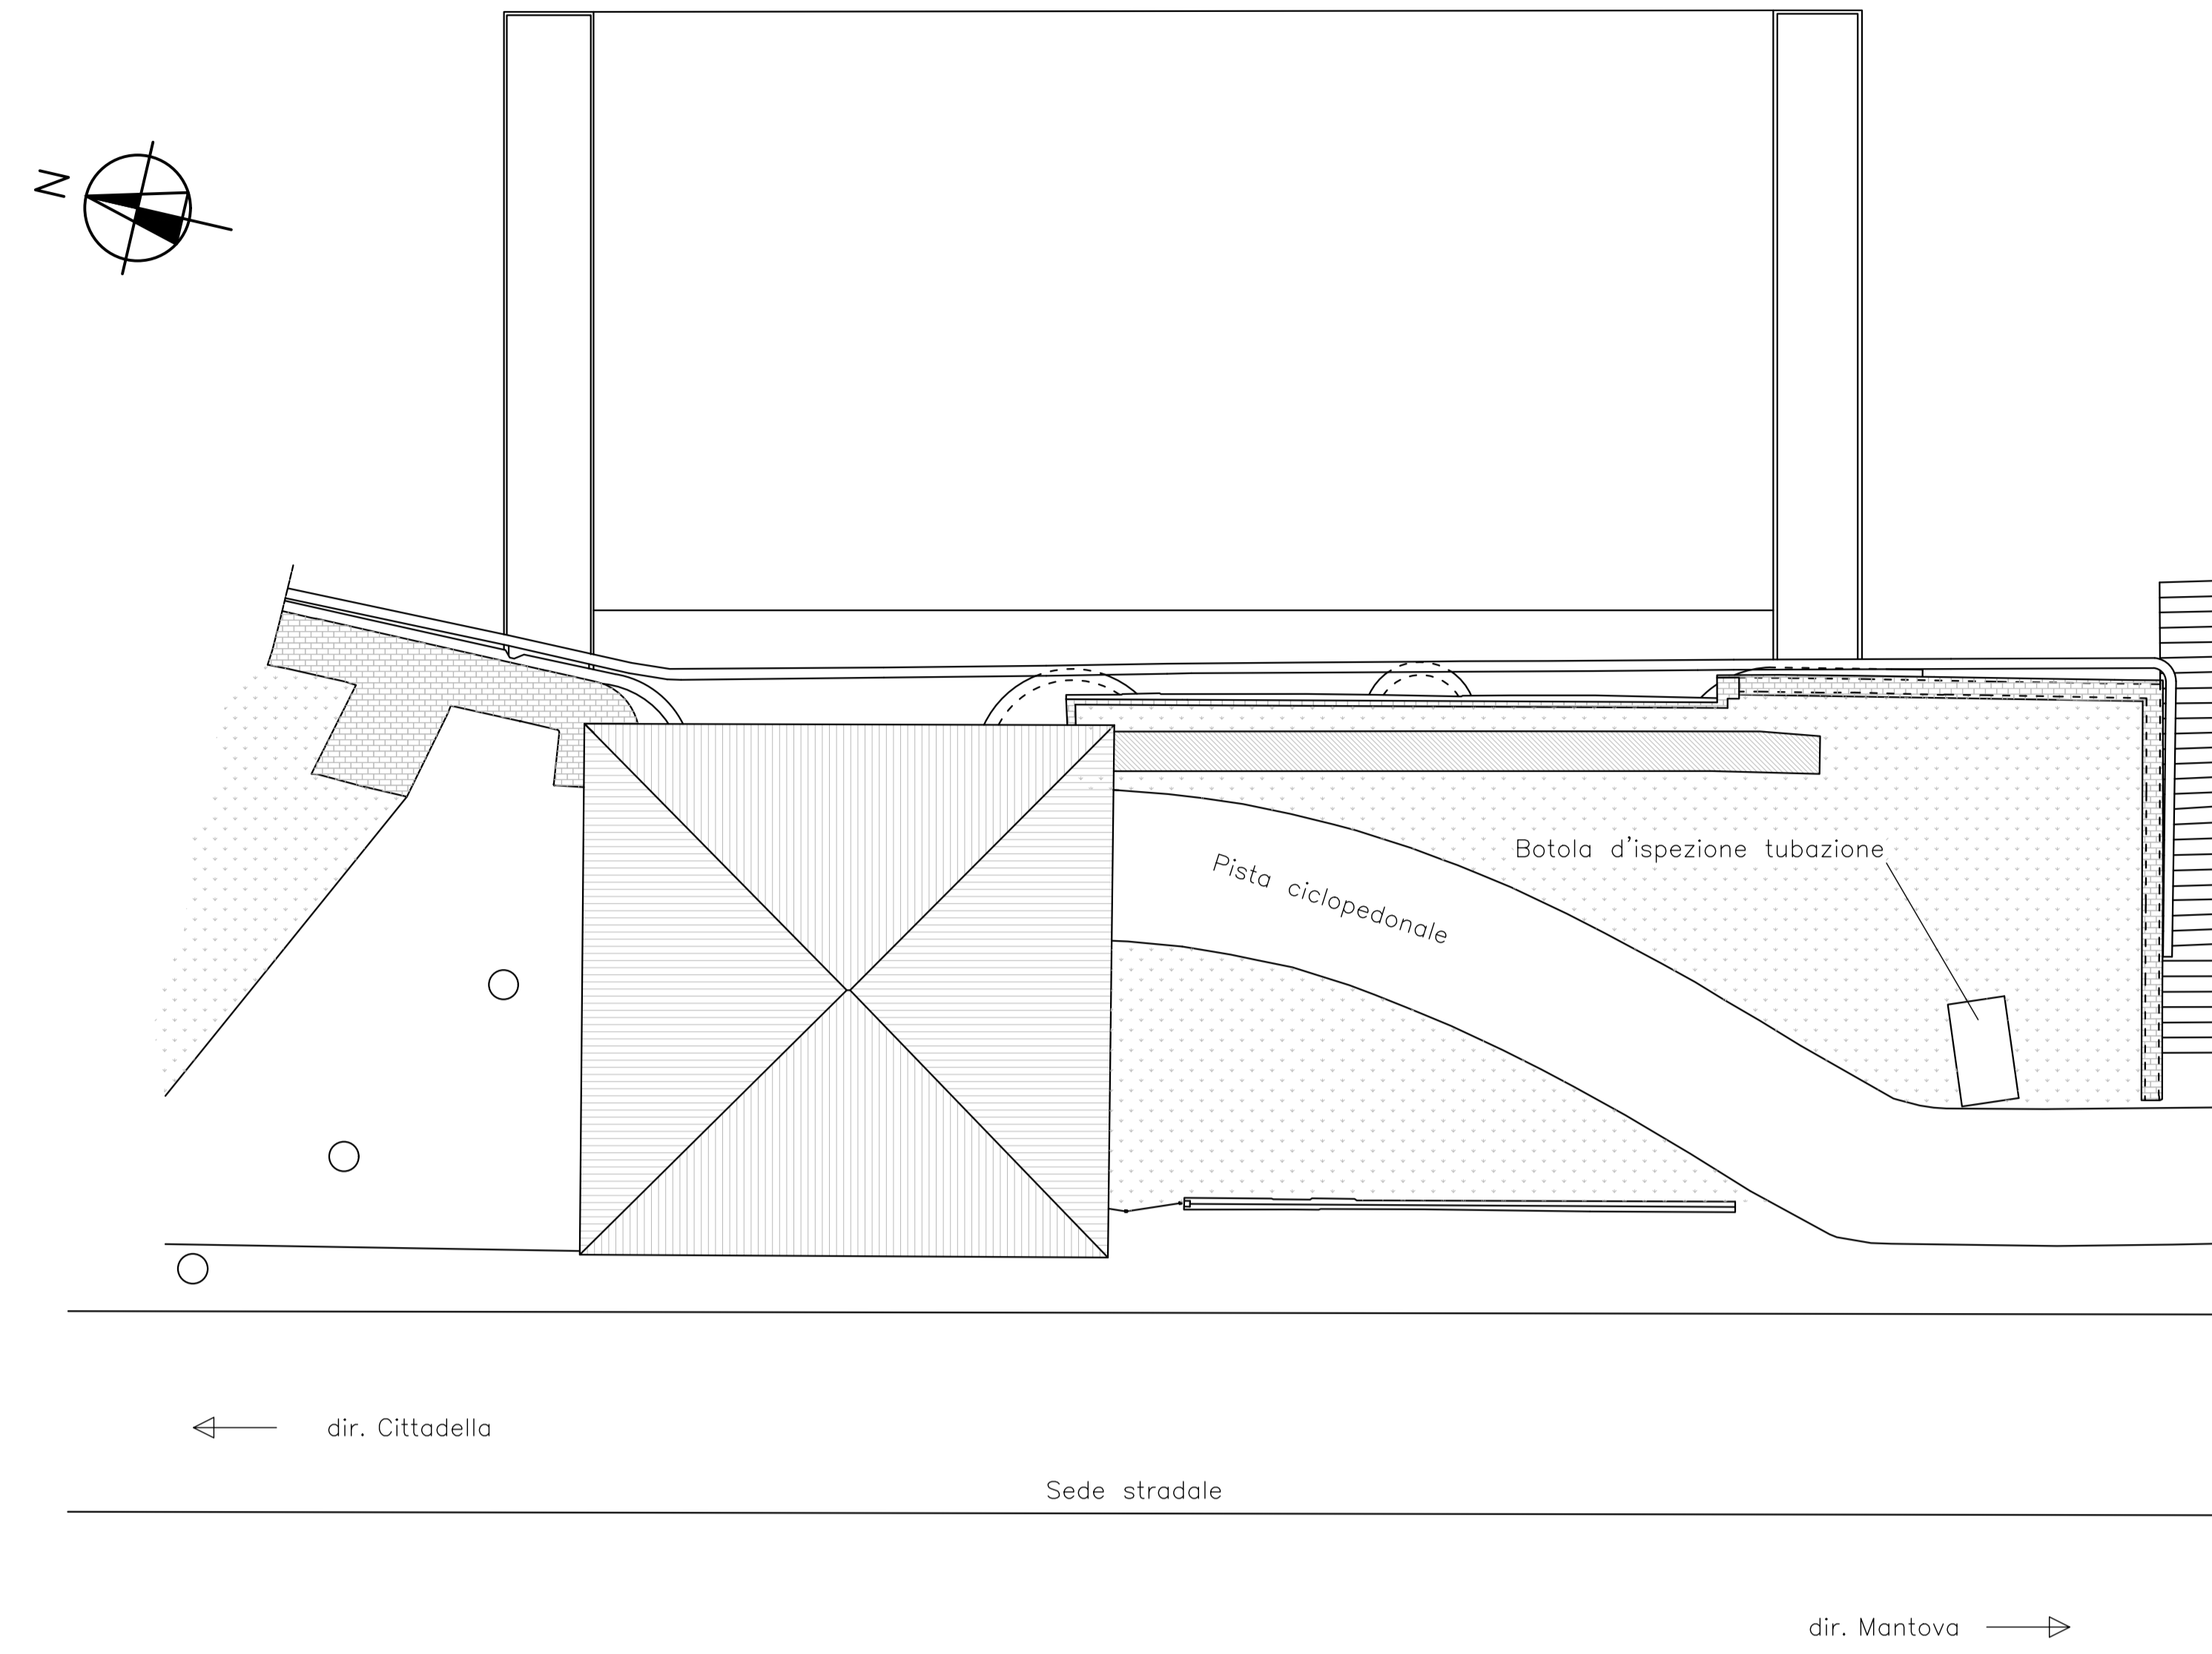 N
Botola d'ispezione tubazione
Pista ciclopedonale
dir. Cittadella
Sede stradale
dir. Mantova